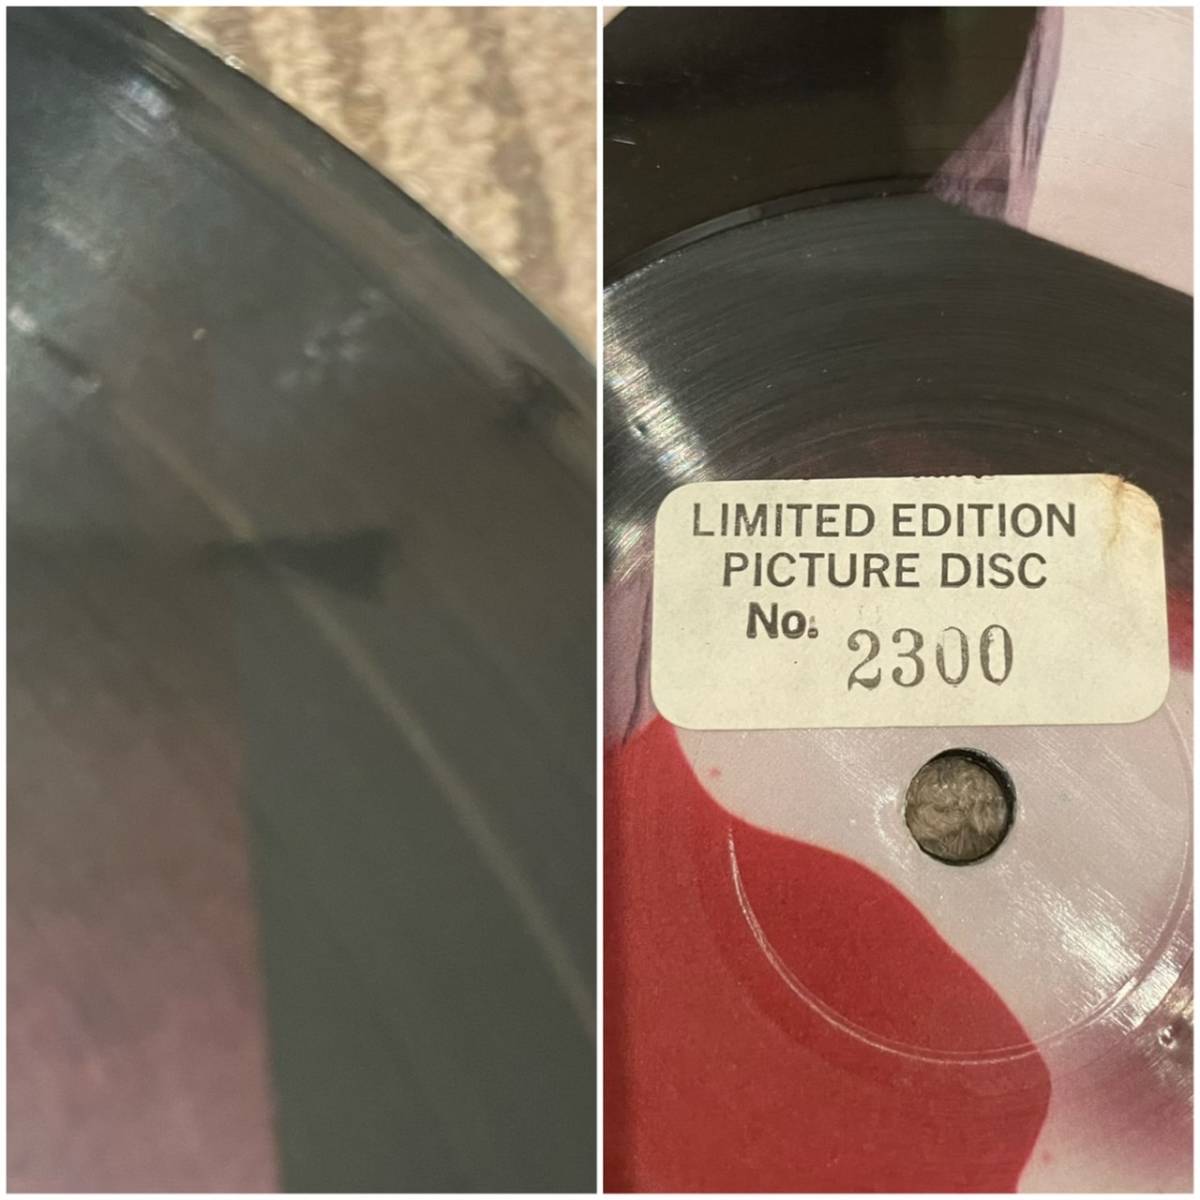 LIMITED EDITION
PICTURE DISC
No. 2300